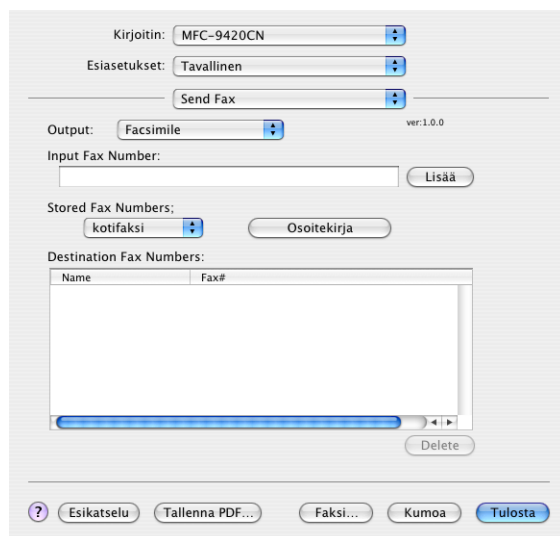 Kirjoitin: MFC-9420CN
Esiasetukset: Tavallinen
Send Fax
Output: Facsimile ver:1.0.0
Input Fax Number:
Lisää
Stored Fax Numbers;
kotifaksi Osoitekirja
Destination Fax Numbers:
Name Fax#
Delete
? Esikatselu Tallenna PDF... Faksi... Kumoa Tulosta